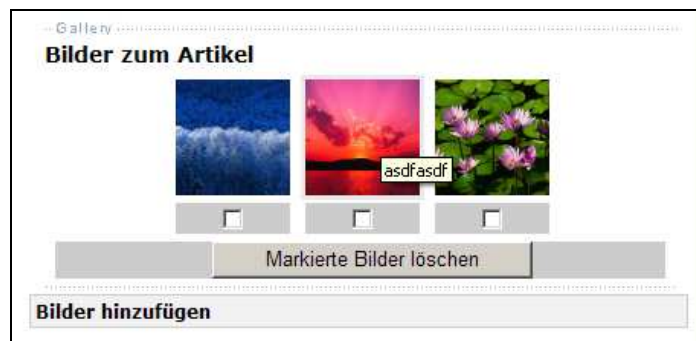 Gallery
Bilder zum Artikel
asdfasdf
Markierte Bilder löschen
Bilder hinzufügen